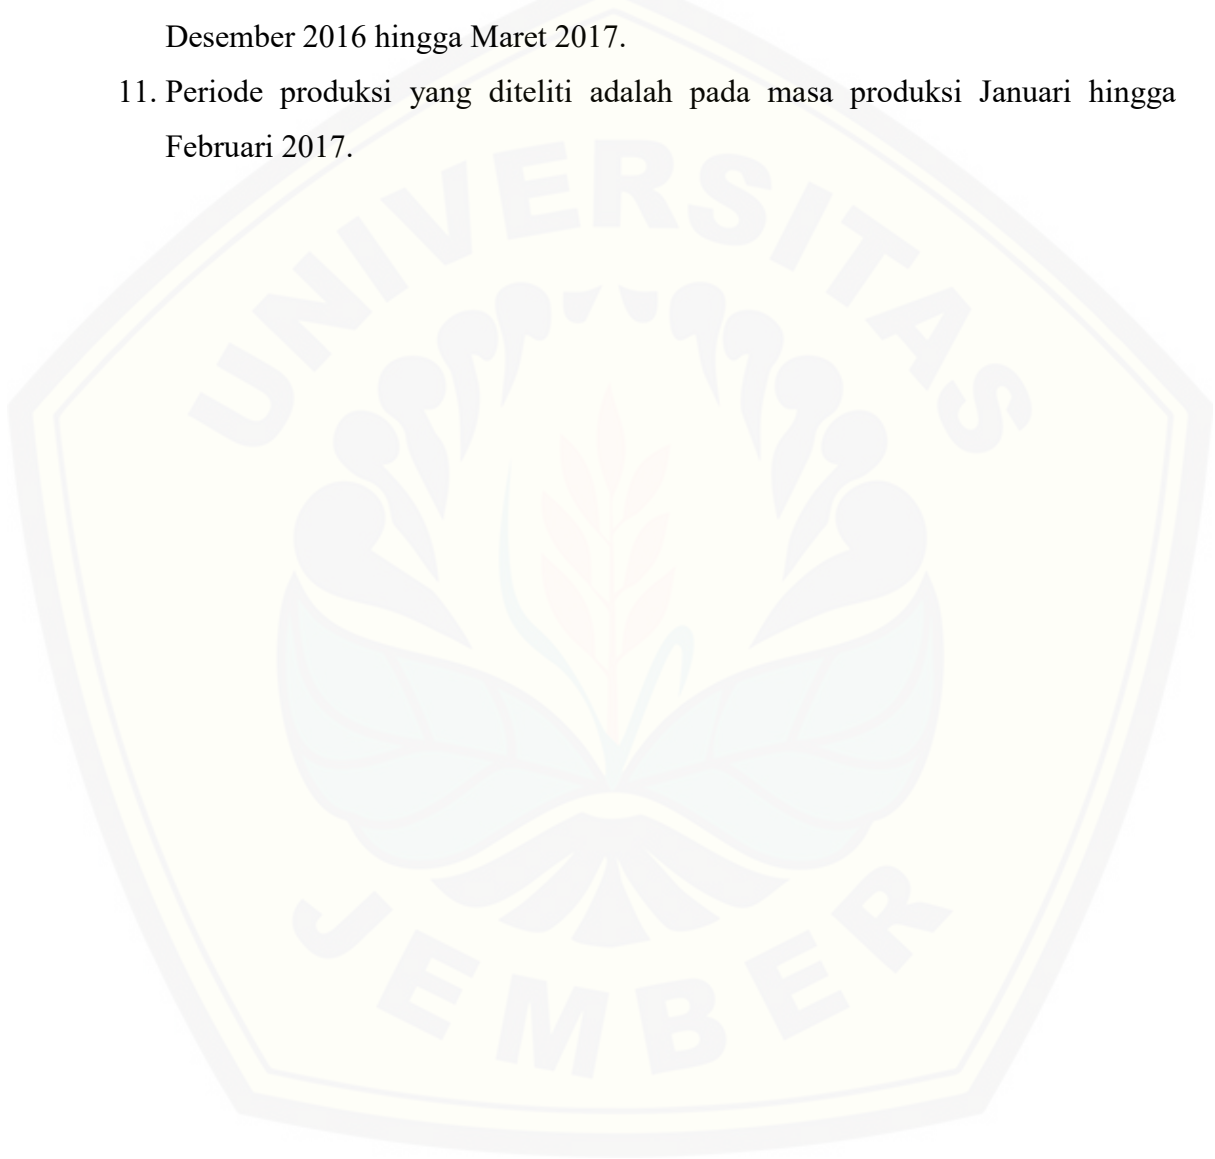 Desember 2016 hingga Maret 2017.
11. Periode produksi yang diteliti adalah pada masa produksi Januari hingga
Februari 2017.
UNIVERSITAS
JEMBER